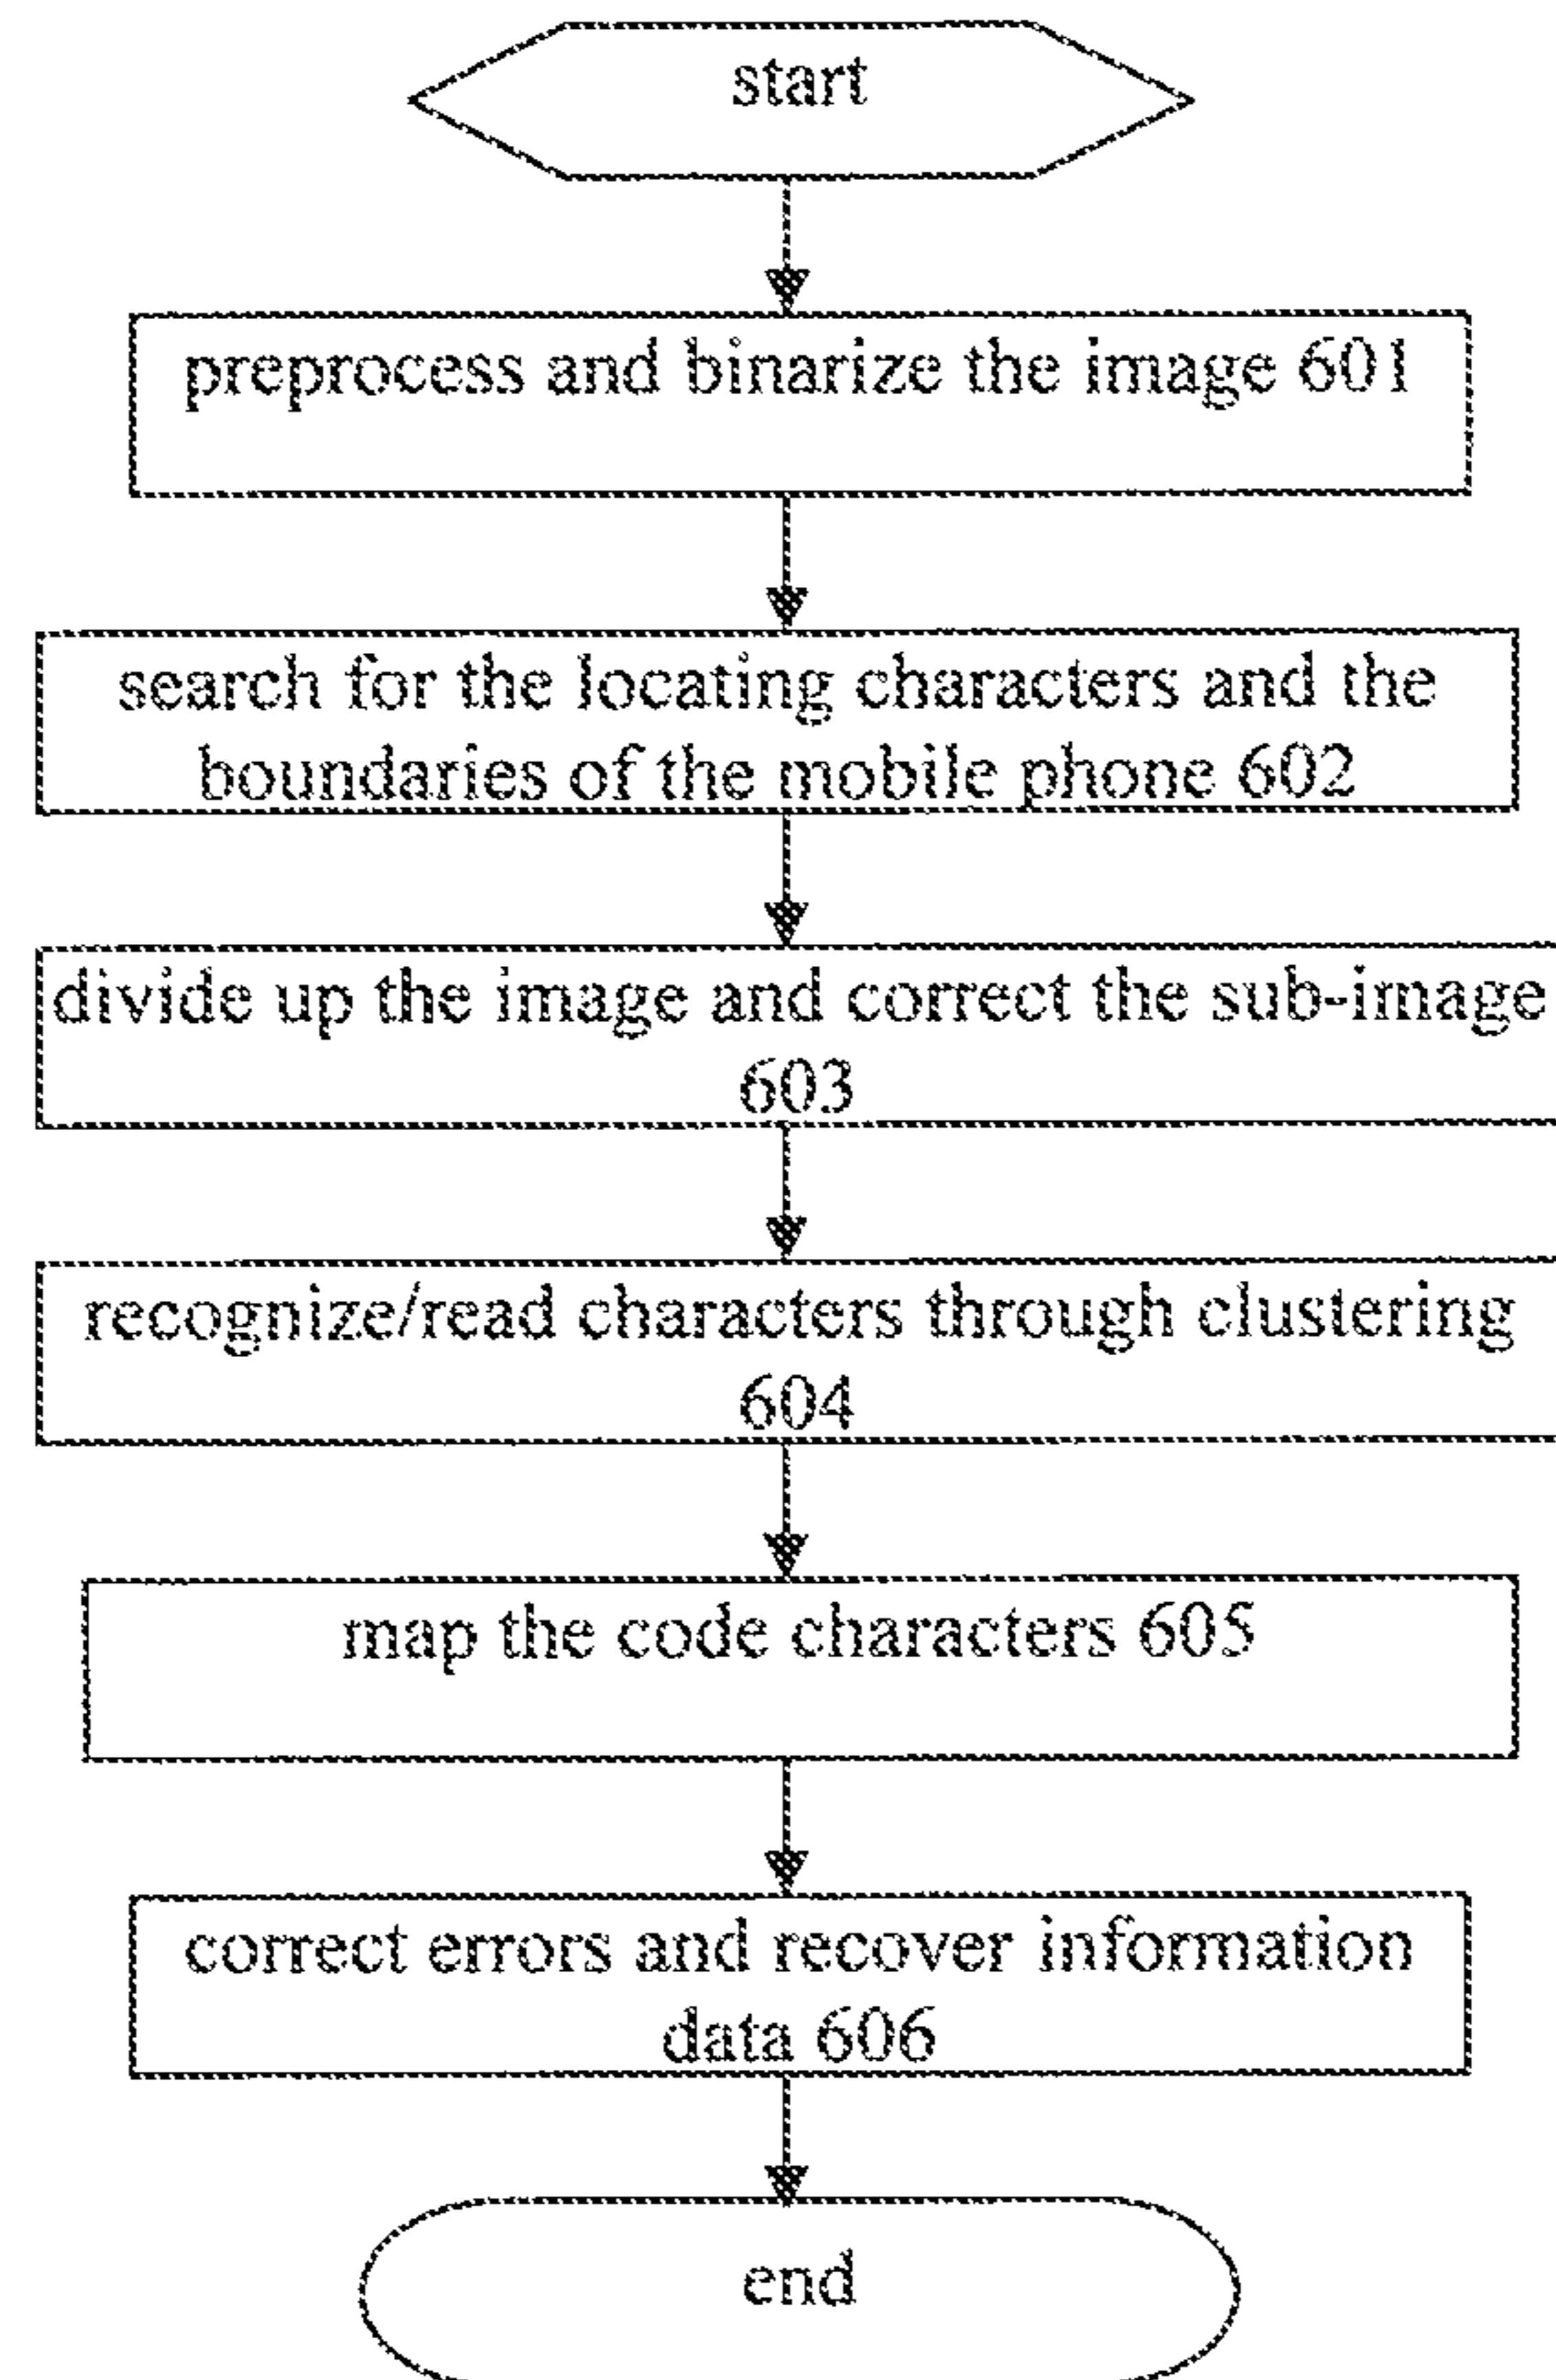 start
preprocess and binarize the image 601
search for the locating characters and the
boundaries of the mobile phone 602
divide up the image and correct the sub-image
603
recognize/read characters through clustering
604
map the code characters 605
correct errors and recover information
data 606
end